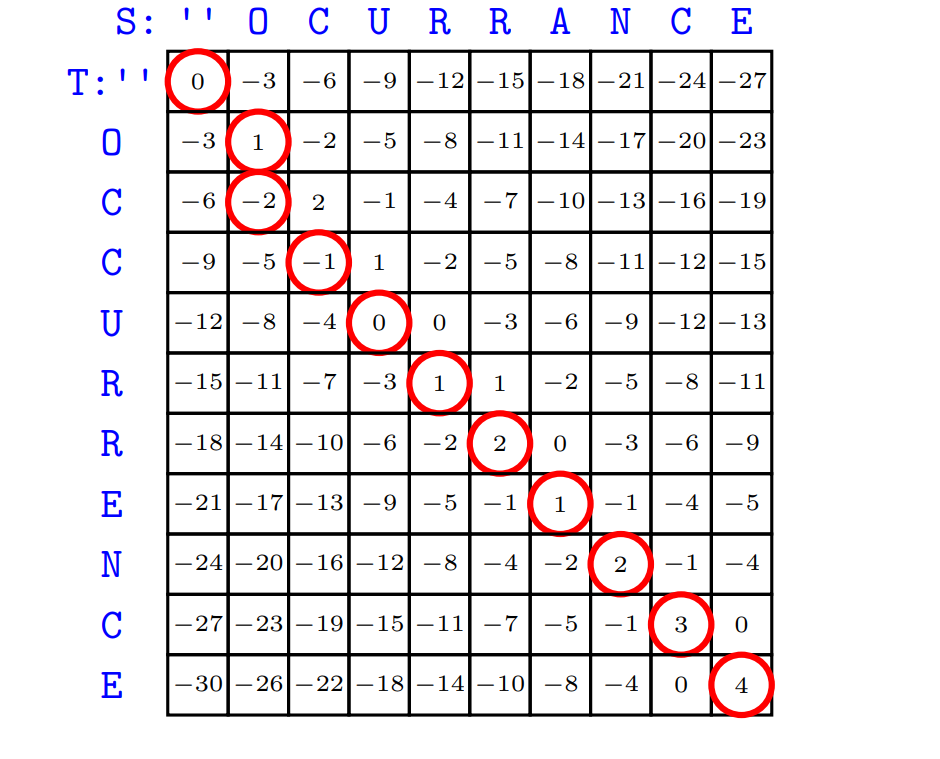 S: '' O C U R R A N C E
T:'' 0 −3 −6 −9 −12 −15 −18 −21 −24 −27
O −3 1 −2 −5 −8 −11 −14 −17 −20 −23
C −6 −2 2 −1 −4 −7 −10 −13 −16 −19
C −9 −5 −1 1 −2 −5 −8 −11 −12 −15
U −12 −8 −4 0 0 −3 −6 −9 −12 −13
R −15 −11 −7 −3 1 1 −2 −5 −8 −11
R −18 −14 −10 −6 −2 2 0 −3 −6 −9
E −21 −17 −13 −9 −5 −1 1 −1 −4 −5
N −24 −20 −16 −12 −8 −4 −2 2 −1 −4
C −27 −23 −19 −15 −11 −7 −5 −1 3 0
E −30 −26 −22 −18 −14 −10 −8 −4 0 4